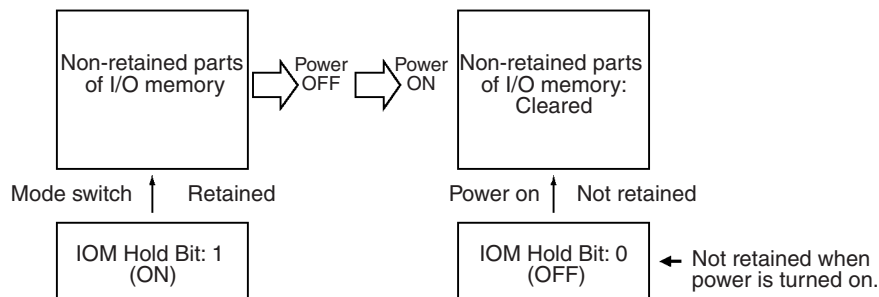 Non-retained parts
of I/O memory
Power
OFF
Power
ON
Non-retained parts
of I/O memory:
Cleared
Mode switch
Retained
Power on
Not retained
IOM Hold Bit: 1
(ON)
IOM Hold Bit: 0
(OFF)
Not retained when
power is turned on.